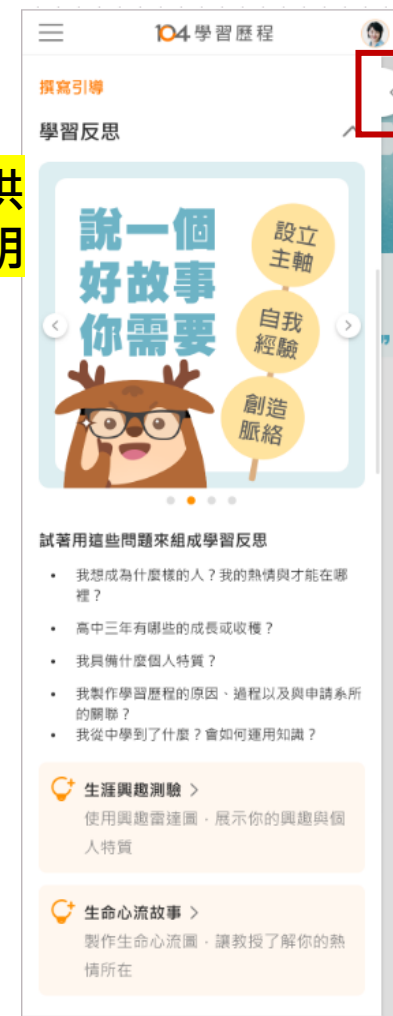 104學習歷程
撰寫引導
學習反思
供
明
說一個
好故事
你需要
設立
主軸
自我
經驗
創造
脈絡
試著用這些問題來組成學習反思
• 我想成為什麼樣的人？我的熱情與才能在哪
裡？
• 高中三年有哪些的成長或收穫？
• 我具備什麼個人特質？
• 我製作學習歷程的原因、過程以及與申請系所
的關聯？
• 我從中學到了什麼？會如何運用知識？
生涯興趣測驗 >
使用興趣雷達圖，展示你的興趣與個
人特質
生命心流故事 >
製作生命心流圖，讓教授了解你的熱
情所在